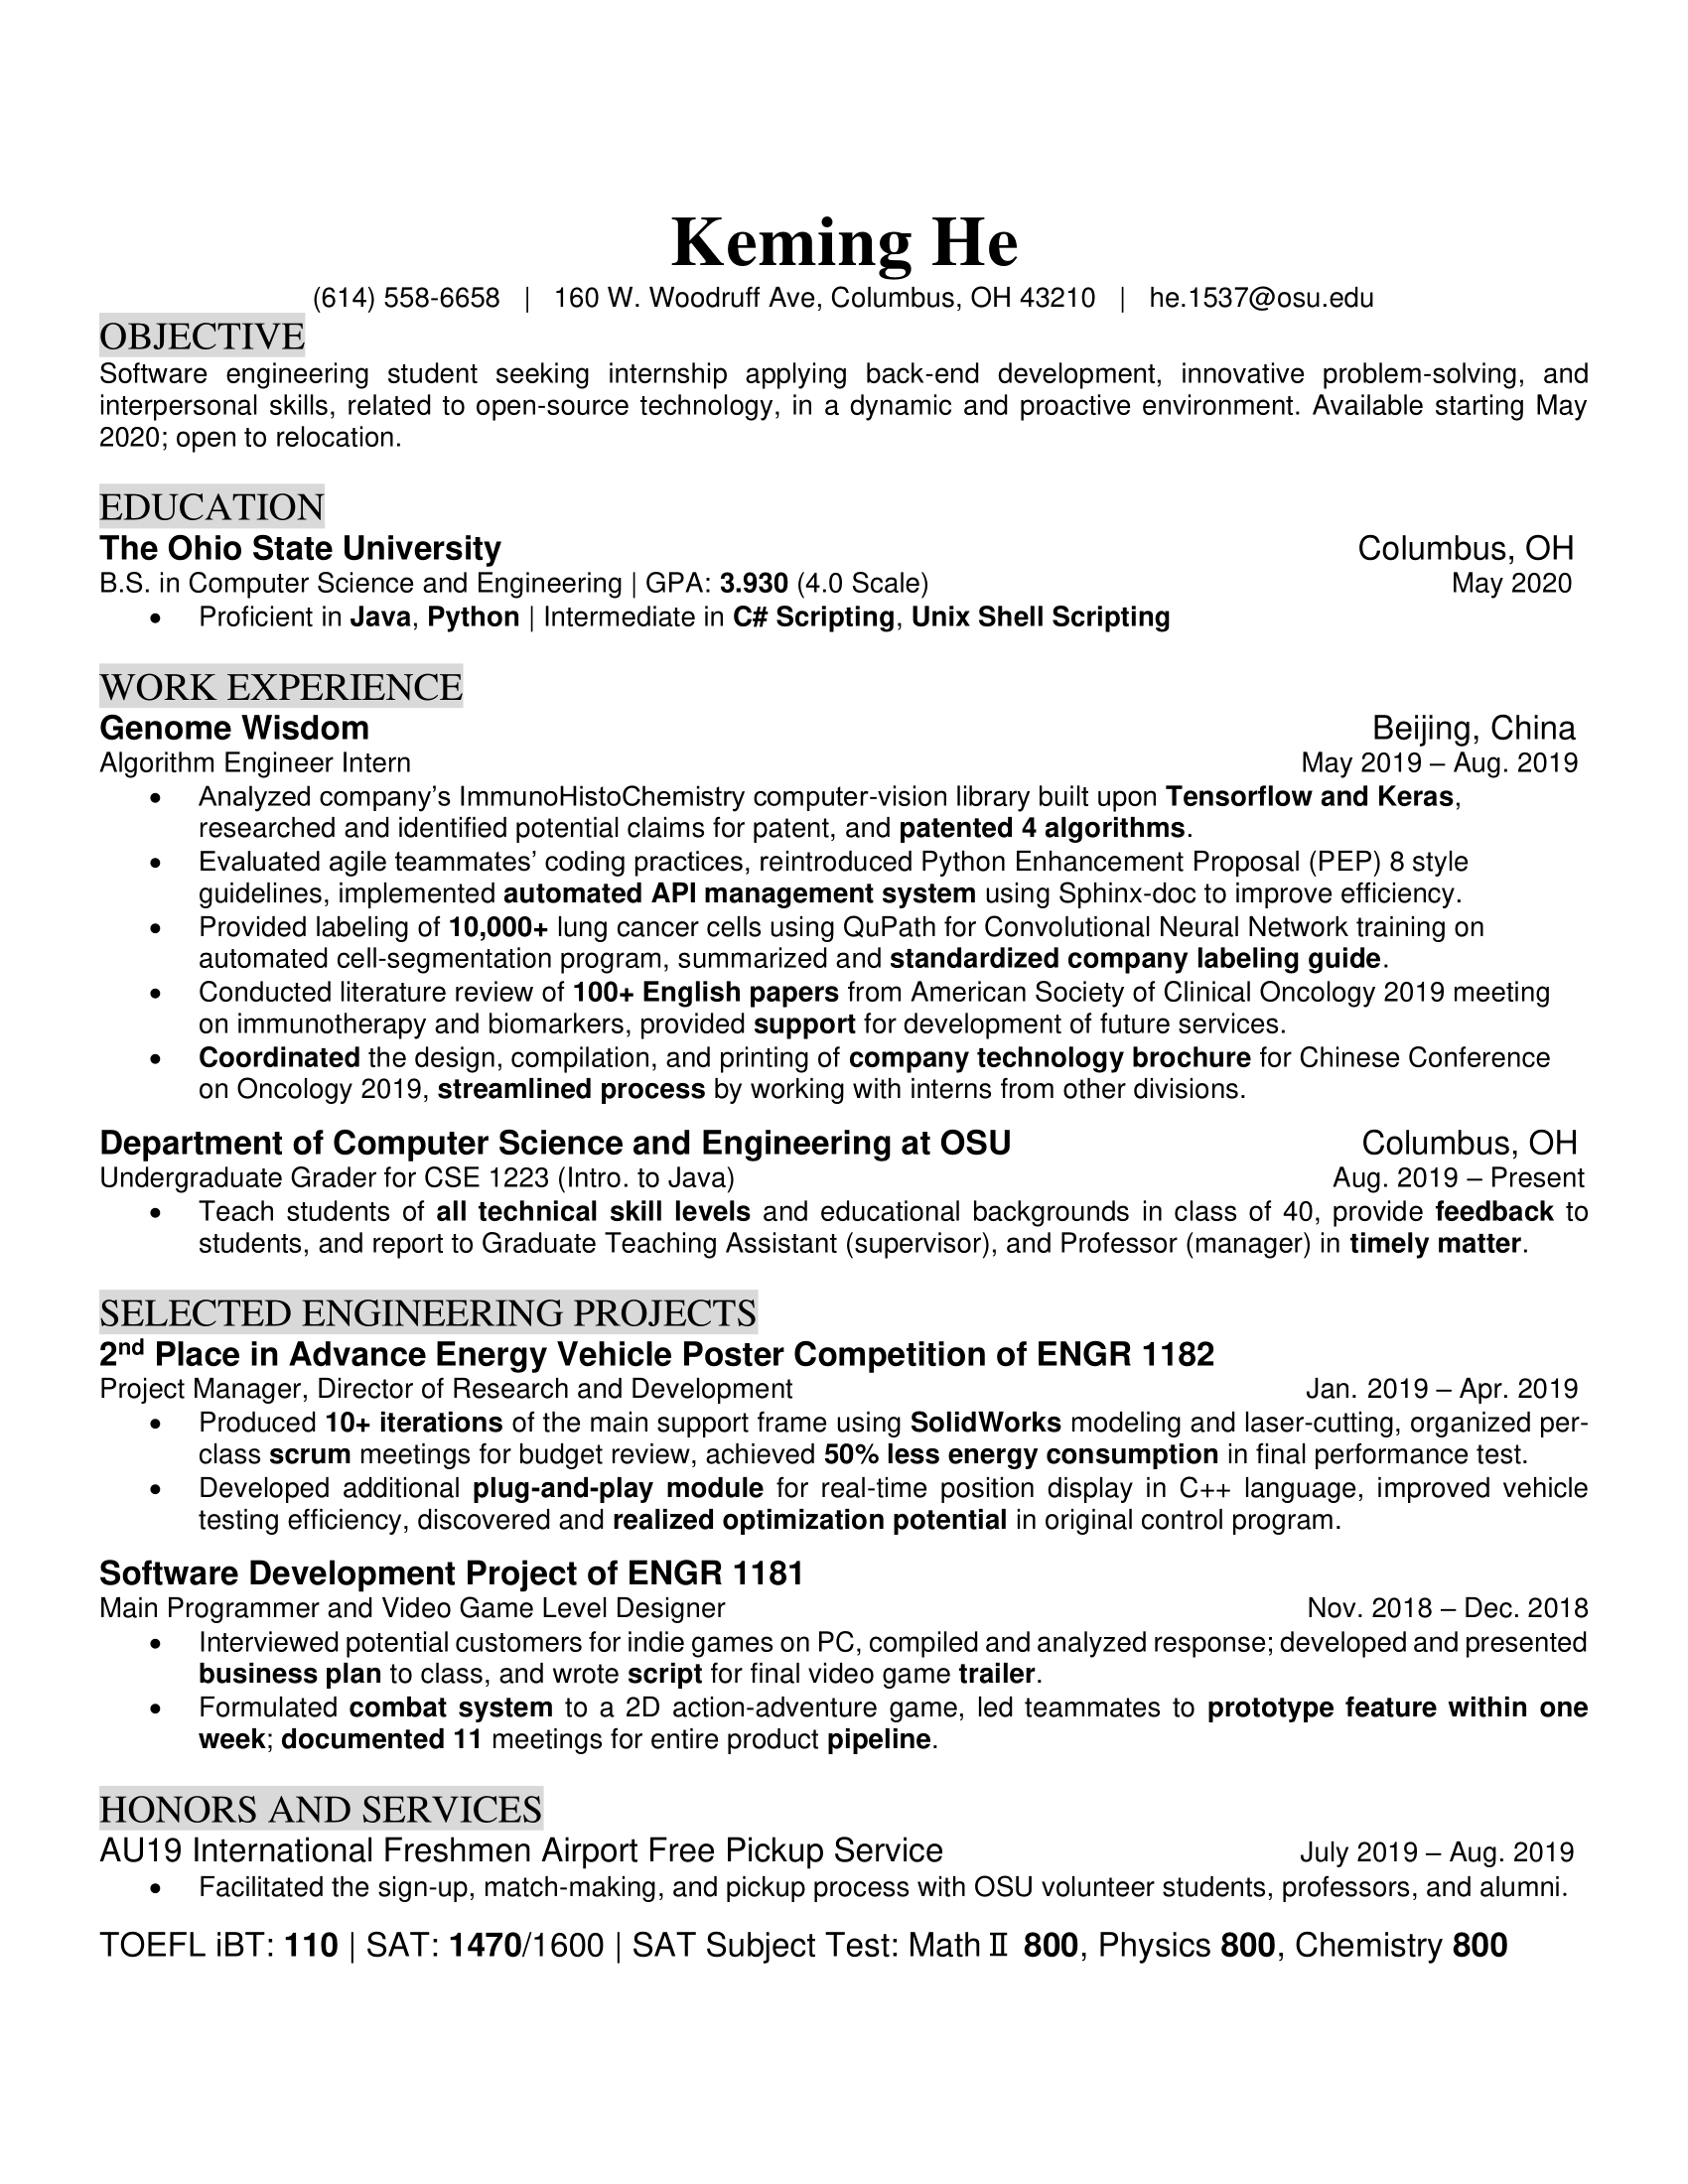 Keming He
(614) 558-6658 | 160 W. Woodruff Ave, Columbus, OH 43210 | he.1537@osu.edu
OBJECTIVE
Software engineering student seeking internship applying back-end development, innovative problem-solving, and
interpersonal skills, related to open-source technology, in a dynamic and proactive environment. Available starting May
2020; open to relocation.
EDUCATION
The Ohio State University Columbus, OH
B.S. in Computer Science and Engineering | GPA: 3.930 (4.0 Scale) May 2020
• Proficient in Java, Python | Intermediate in C# Scripting, Unix Shell Scripting
WORK EXPERIENCE
Genome Wisdom Beijing, China
Algorithm Engineer Intern May 2019 – Aug. 2019
• Analyzed company’s ImmunoHistoChemistry computer-vision library built upon Tensorflow and Keras,
researched and identified potential claims for patent, and patented 4 algorithms.
• Evaluated agile teammates’ coding practices, reintroduced Python Enhancement Proposal (PEP) 8 style
guidelines, implemented automated API management system using Sphinx-doc to improve efficiency.
• Provided labeling of 10,000+ lung cancer cells using QuPath for Convolutional Neural Network training on
automated cell-segmentation program, summarized and standardized company labeling guide.
• Conducted literature review of 100+ English papers from American Society of Clinical Oncology 2019 meeting
on immunotherapy and biomarkers, provided support for development of future services.
• Coordinated the design, compilation, and printing of company technology brochure for Chinese Conference
on Oncology 2019, streamlined process by working with interns from other divisions.
Department of Computer Science and Engineering at OSU Columbus, OH
Undergraduate Grader for CSE 1223 (Intro. to Java) Aug. 2019 – Present
• Teach students of all technical skill levels and educational backgrounds in class of 40, provide feedback to
students, and report to Graduate Teaching Assistant (supervisor), and Professor (manager) in timely matter.
SELECTED ENGINEERING PROJECTS
2nd Place in Advance Energy Vehicle Poster Competition of ENGR 1182
Project Manager, Director of Research and Development Jan. 2019 – Apr. 2019
• Produced 10+ iterations of the main support frame using SolidWorks modeling and laser-cutting, organized per-
class scrum meetings for budget review, achieved 50% less energy consumption in final performance test.
• Developed additional plug-and-play module for real-time position display in C++ language, improved vehicle
testing efficiency, discovered and realized optimization potential in original control program.
Software Development Project of ENGR 1181
Main Programmer and Video Game Level Designer Nov. 2018 – Dec. 2018
• Interviewed potential customers for indie games on PC, compiled and analyzed response; developed and presented
business plan to class, and wrote script for final video game trailer.
• Formulated combat system to a 2D action-adventure game, led teammates to prototype feature within one
week; documented 11 meetings for entire product pipeline.
HONORS AND SERVICES
AU19 International Freshmen Airport Free Pickup Service July 2019 – Aug. 2019
• Facilitated the sign-up, match-making, and pickup process with OSU volunteer students, professors, and alumni.
TOEFL iBT: 110 | SAT: 1470/1600 | SAT Subject Test: Math Ⅱ 800, Physics 800, Chemistry 800